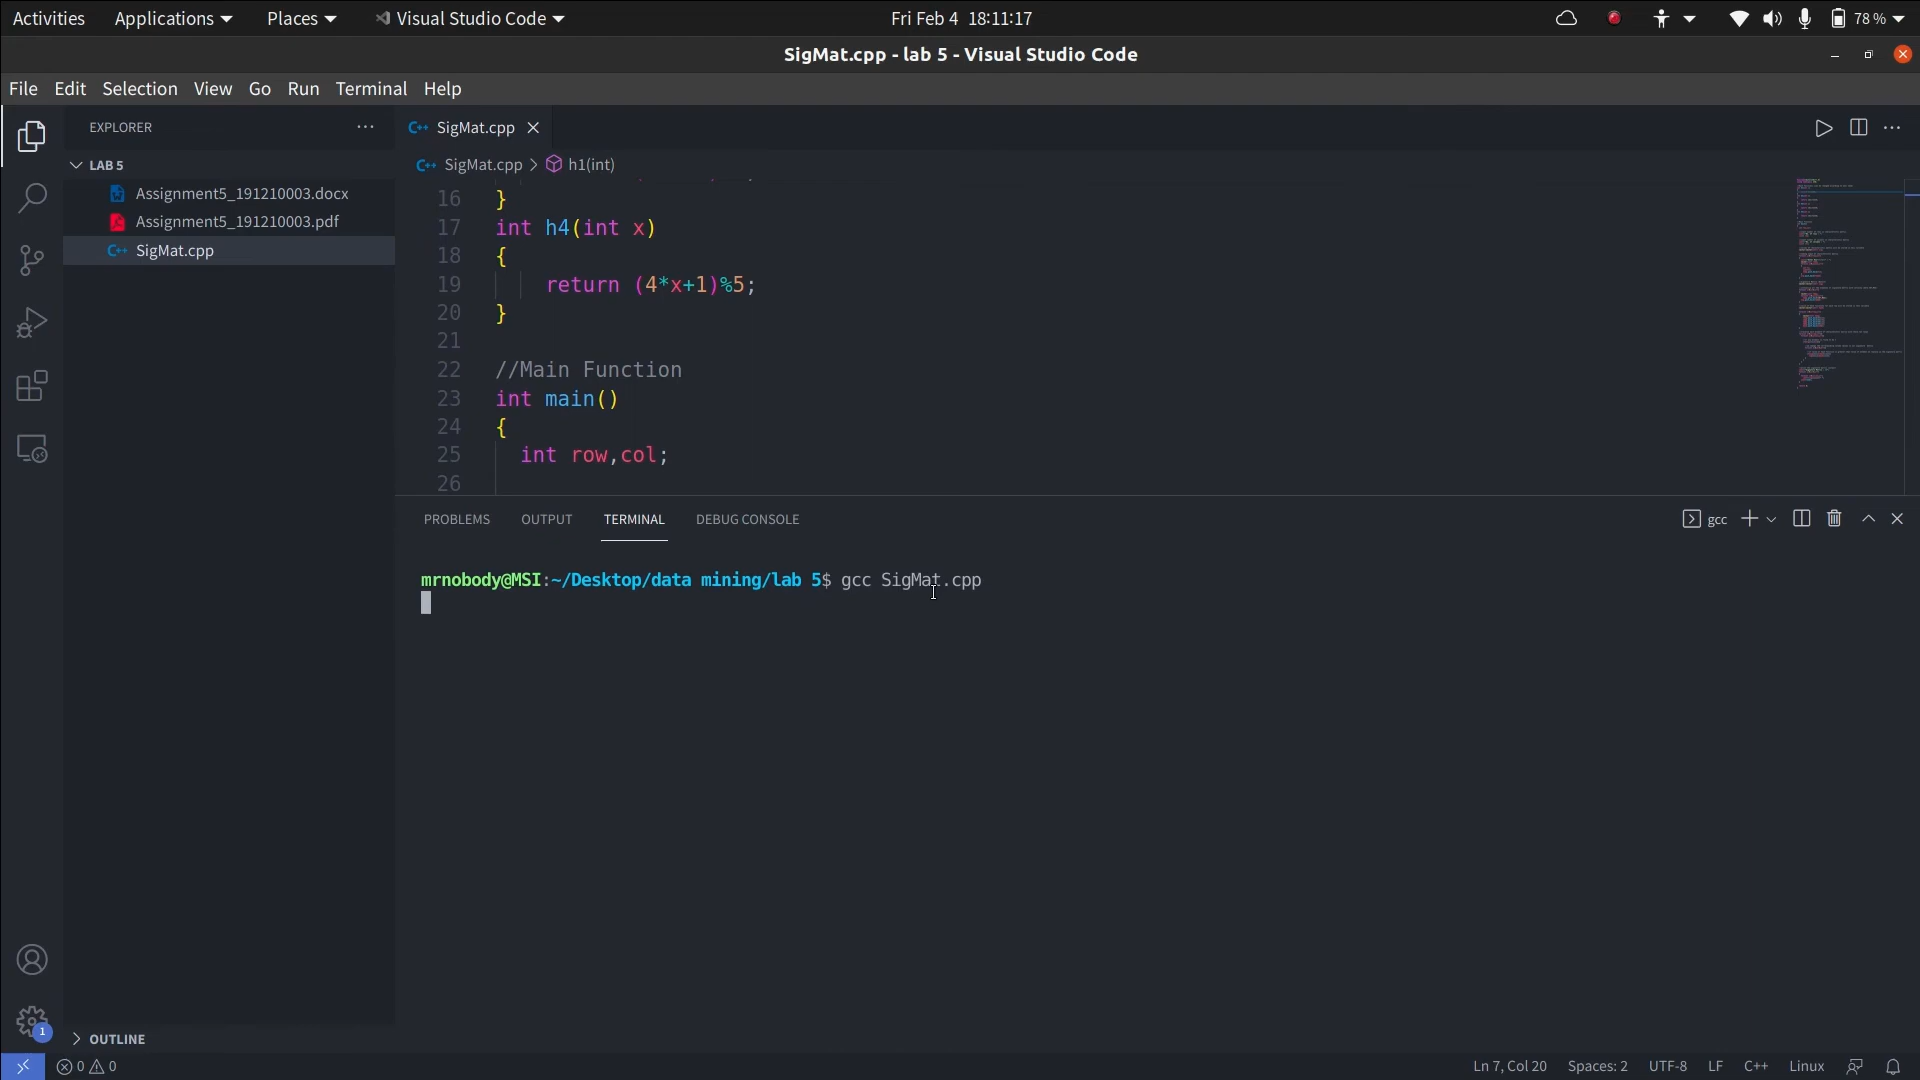 Activities Applications Places Visual Studio Code Fri Feb 4 18:11:17 78 %
SigMat.cpp - lab 5 - Visual Studio Code
File Edit Selection View Go Run Terminal Help
EXPLORER
SigMat.cpp
LAB 5
SigMat.cpp > h1(int)
Assignment5_191210003.docx
Assignment5_191210003.pdf
SigMat.cpp
16 }
17 int h4(int x)
18 {
19 return (4*x+1)%5;
20 }
21
22 //Main Function
23 int main()
24 {
25 int row,col;
26
PROBLEMS OUTPUT TERMINAL DEBUG CONSOLE gcc
mrnobody@MSI:~/Desktop/data mining/lab 5$ gcc SigMat.cpp
1
OUTLINE
0 0 Ln 7, Col 20 Spaces: 2 UTF-8 LF C++ Linux